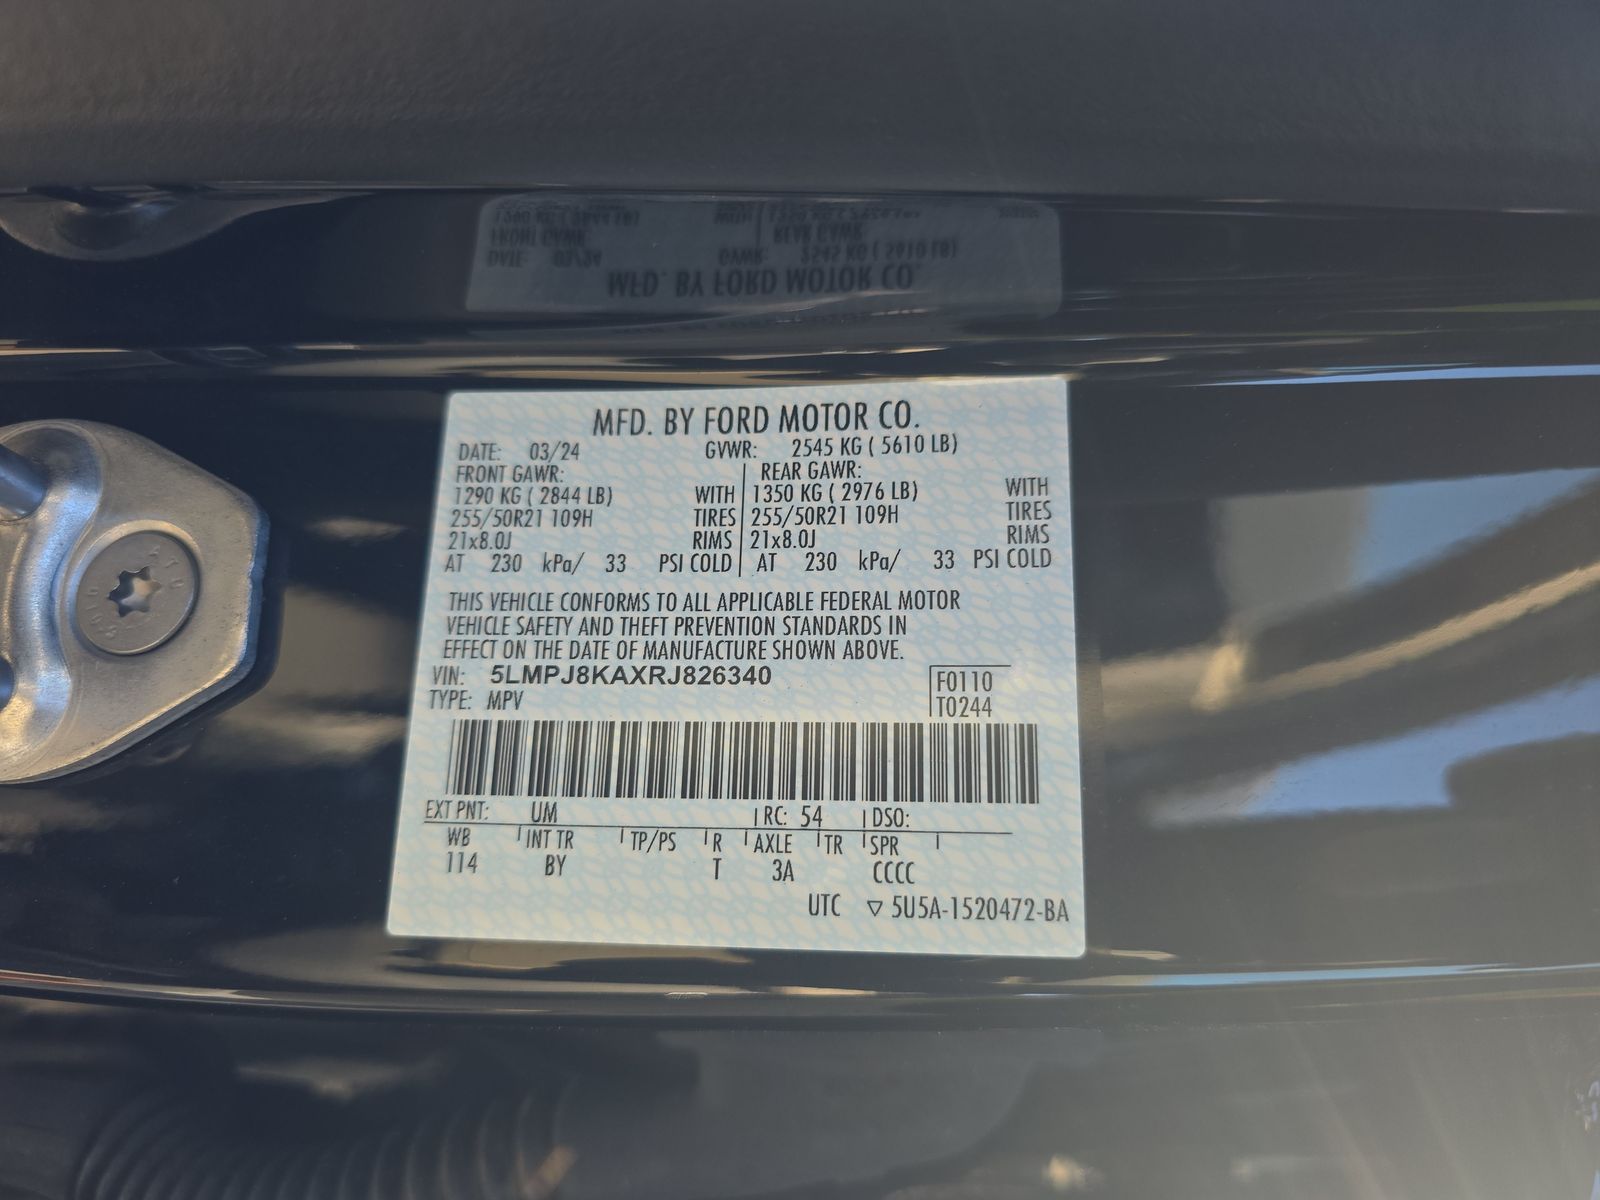 MFD. BY FORD MOTOR CO.
DATE: 03/24 GVWR: 2545 KG ( 5610 LB)
FRONT GAWR: REAR GAWR:
1290 KG ( 2844 LB) WITH 1350 KG ( 2976 LB) WITH
255/50R21 109H TIRES 255/50R21 109H TIRES
21x8.0J RIMS 21x8.0J RIMS
AT 230 kPa/ 33 PSI COLD AT 230 kPa/ 33 PSI COLD
THIS VEHICLE CONFORMS TO ALL APPLICABLE FEDERAL MOTOR
VEHICLE SAFETY AND THEFT PREVENTION STANDARDS IN
EFFECT ON THE DATE OF MANUFACTURE SHOWN ABOVE.
VIN: 5LMPJ8KAXRJ826340
TYPE: MPV
F0110
T0244
EXT PNT: UM RC: 54 DSO:
WB INT TR TP/PS R AXLE TR SPR
114 BY T 3A CCCC
UTC ▽ 5U5A-1520472-BA